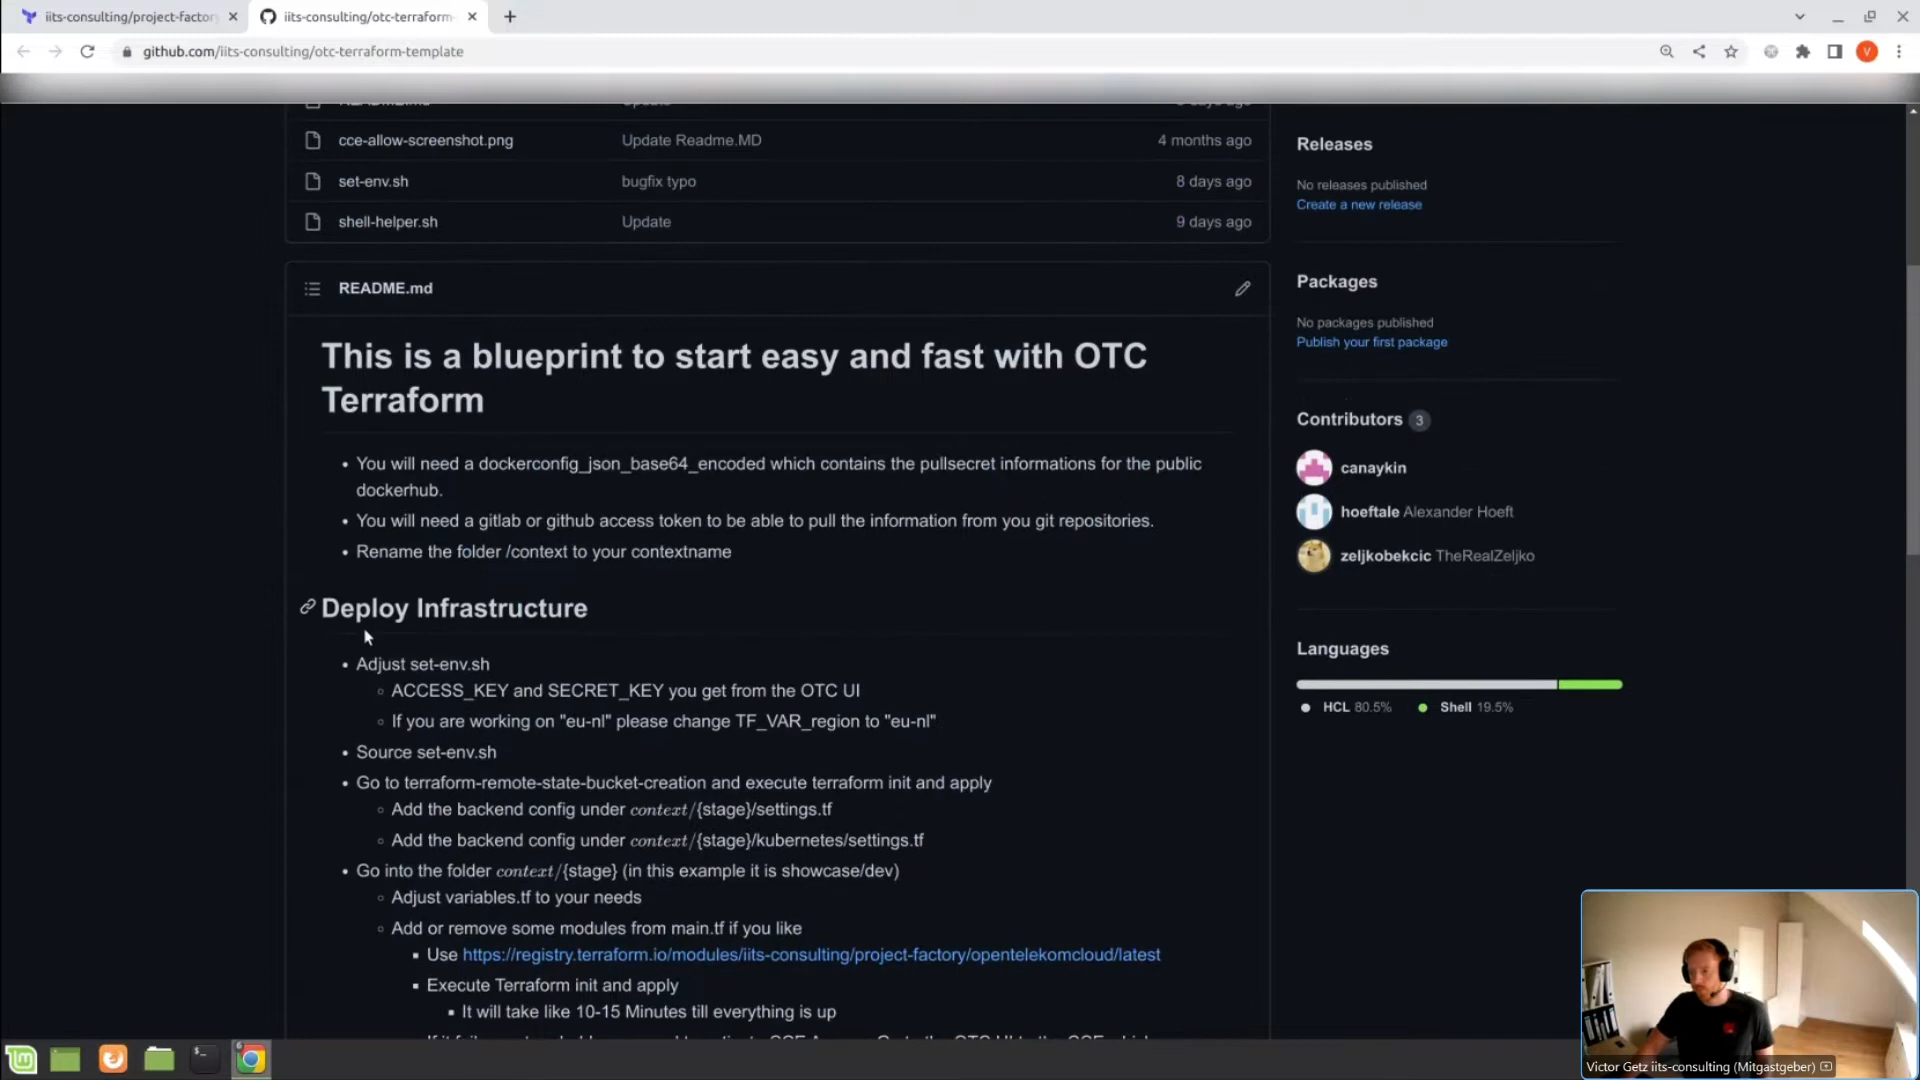 iits-consulting/project-factory
iits-consulting/otc-terraform-
github.com/iits-consulting/otc-terraform-template
V
cce-allow-screenshot.png Update Readme.MD 4 months ago
set-env.sh bugfix typo 8 days ago
shell-helper.sh Update 9 days ago
README.md
This is a blueprint to start easy and fast with OTC
Terraform
• You will need a dockerconfig_json_base64_encoded which contains the pullsecret informations for the public
dockerhub.
• You will need a gitlab or github access token to be able to pull the information from you git repositories.
• Rename the folder /context to your contextname
Deploy Infrastructure
• Adjust set-env.sh
◦ ACCESS_KEY and SECRET_KEY you get from the OTC UI
◦ If you are working on "eu-nl" please change TF_VAR_region to "eu-nl"
• Source set-env.sh
• Go to terraform-remote-state-bucket-creation and execute terraform init and apply
◦ Add the backend config under context/{stage}/settings.tf
◦ Add the backend config under context/{stage}/kubernetes/settings.tf
• Go into the folder context/{stage} (in this example it is showcase/dev)
◦ Adjust variables.tf to your needs
◦ Add or remove some modules from main.tf if you like
▪ Use https://registry.terraform.io/modules/iits-consulting/project-factory/opentelekomcloud/latest
▪ Execute Terraform init and apply
▪ It will take like 10-15 Minutes till everything is up
Releases
No releases published
Create a new release
Packages
No packages published
Publish your first package
Contributors 3
canaykin
hoeftale Alexander Hoeft
zeljkobekcic TheRealZeljko
Languages
HCL 80.5% Shell 19.5%
Victor Getz iits-consulting (Mitgastgeber)